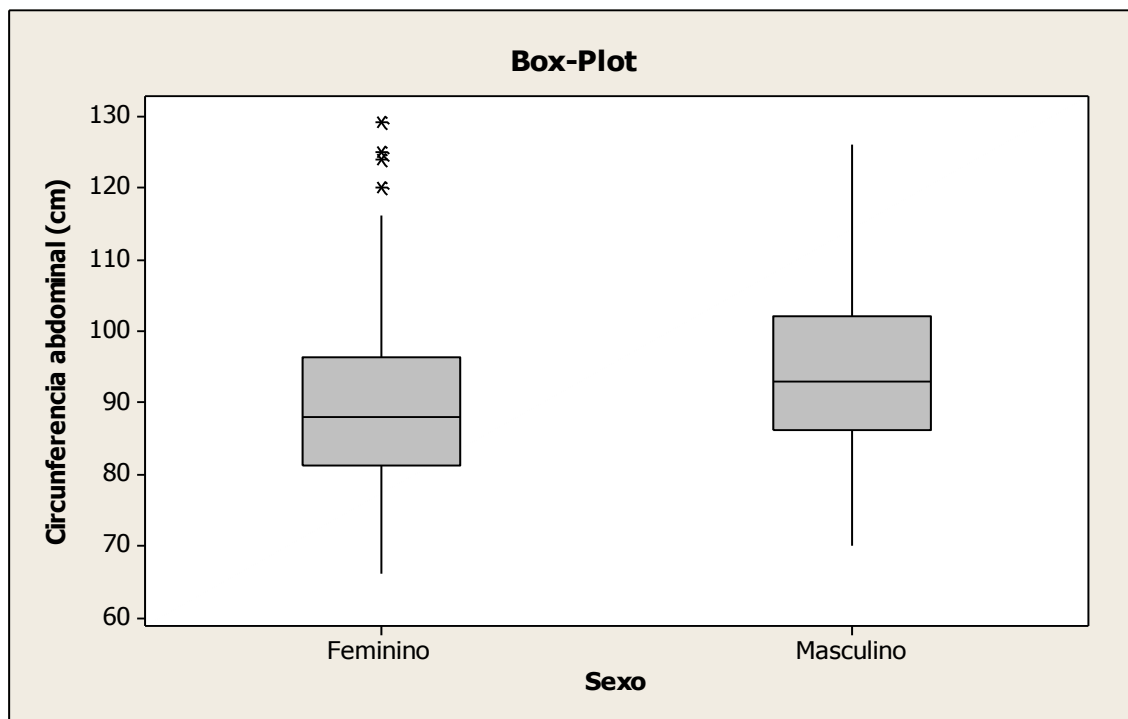 Box-Plot
Circunferencia abdominal (cm)
130
120
110
100
90
80
70
60
Feminino
Masculino
Sexo